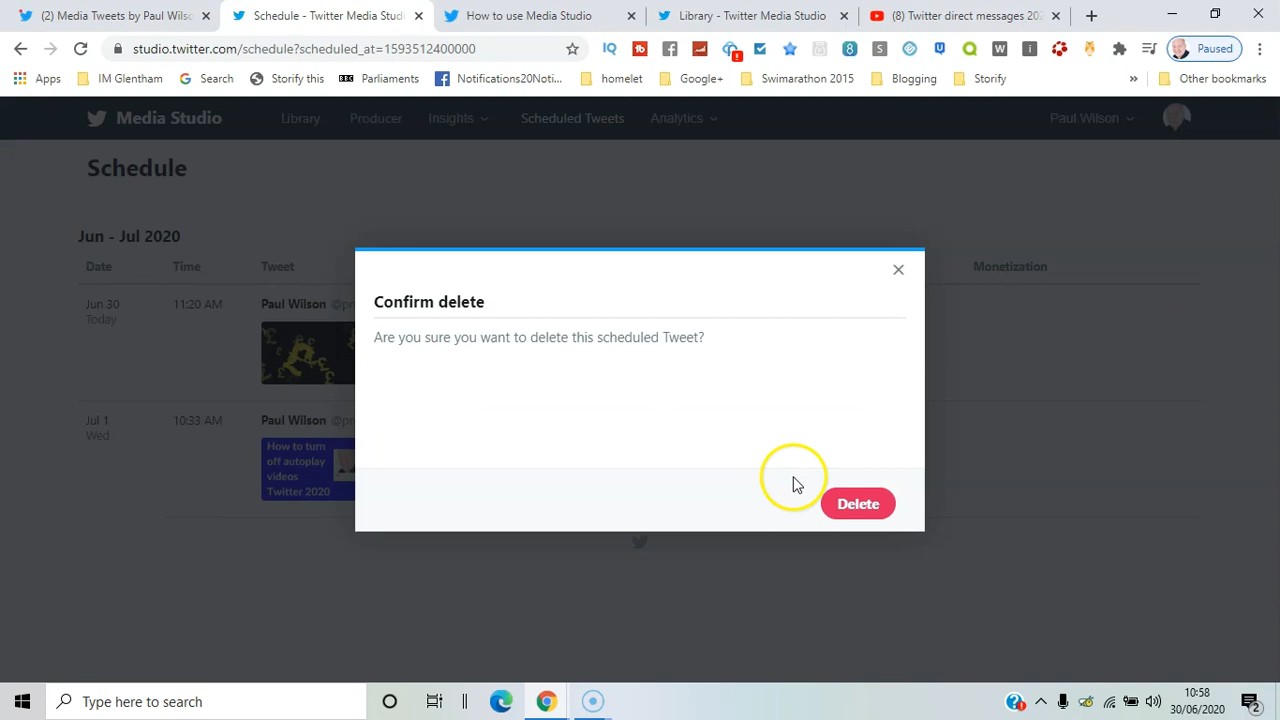 (2) Media Tweets by Paul Wils
Schedule - Twitter Media Studi
How to use Media Studio
Library - Twitter Media Studio
(8) Twitter direct messages 202
studio.twitter.com/schedule?scheduled_at=1593512400000
Paused
Apps
IM Glentham
Search
Storify this
Parliaments
Notifications20Noti...
homelet
Google+
Swimarathon 2015
Blogging
Storify
Other bookmarks
Media Studio
Library
Producer
Insights
Scheduled Tweets
Analytics
Paul Wilson
Schedule
Jun - Jul 2020
Date
Time
Tweet
Monetization
Jun 30
Today
11:20 AM
Paul Wilson
Jul 1
Wed
10:33 AM
Paul Wilson
How to turn
off autoplay
videos
Twitter 2020
Confirm delete
Are you sure you want to delete this scheduled Tweet?
Delete
Type here to search
10:58
30/06/2020